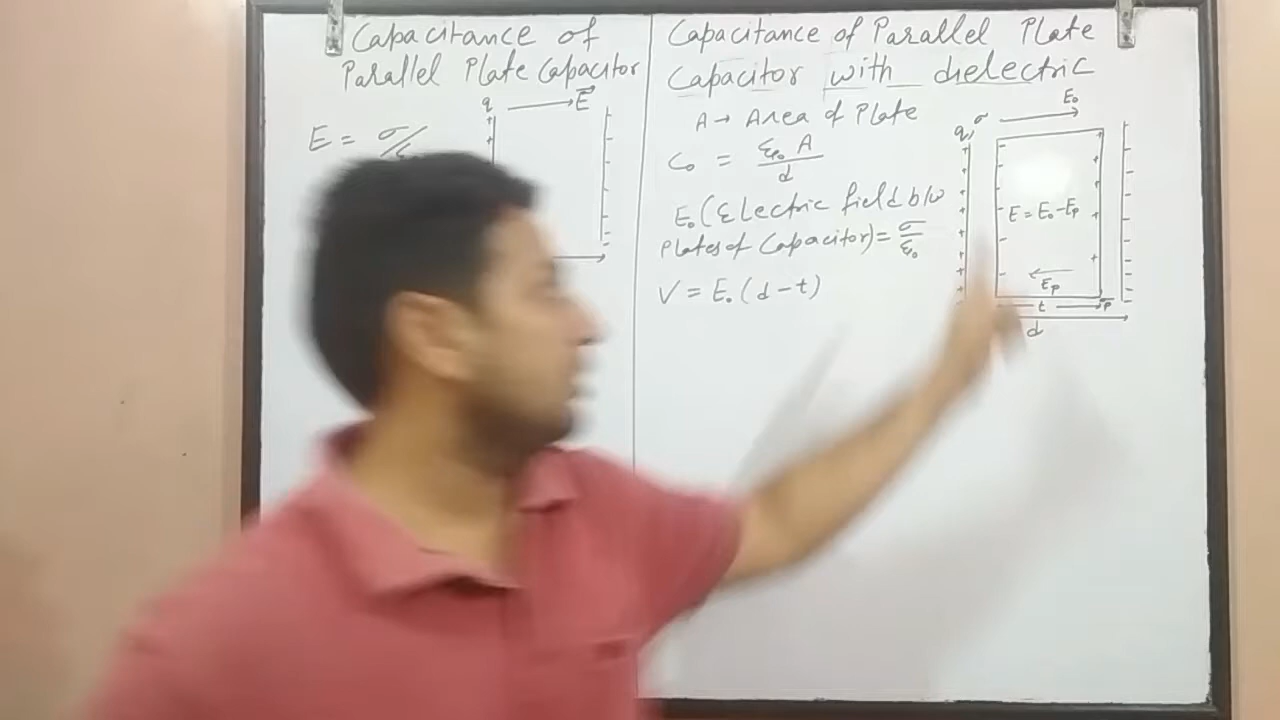 Capacitance of
Parallel Plate Capacitor
q → E⃗
E = σ/
Capacitance of Parallel Plate
Capacitor with dielectric
A → Area of Plate
C₀ = ε₀ A / d
E₀ (Electric field b/w
Plates of Capacitor) = σ/ε₀
V = E₀ (d - t)
E₀
q, σ
E = E₀ - Eₚ
Eₚ
t
P
d